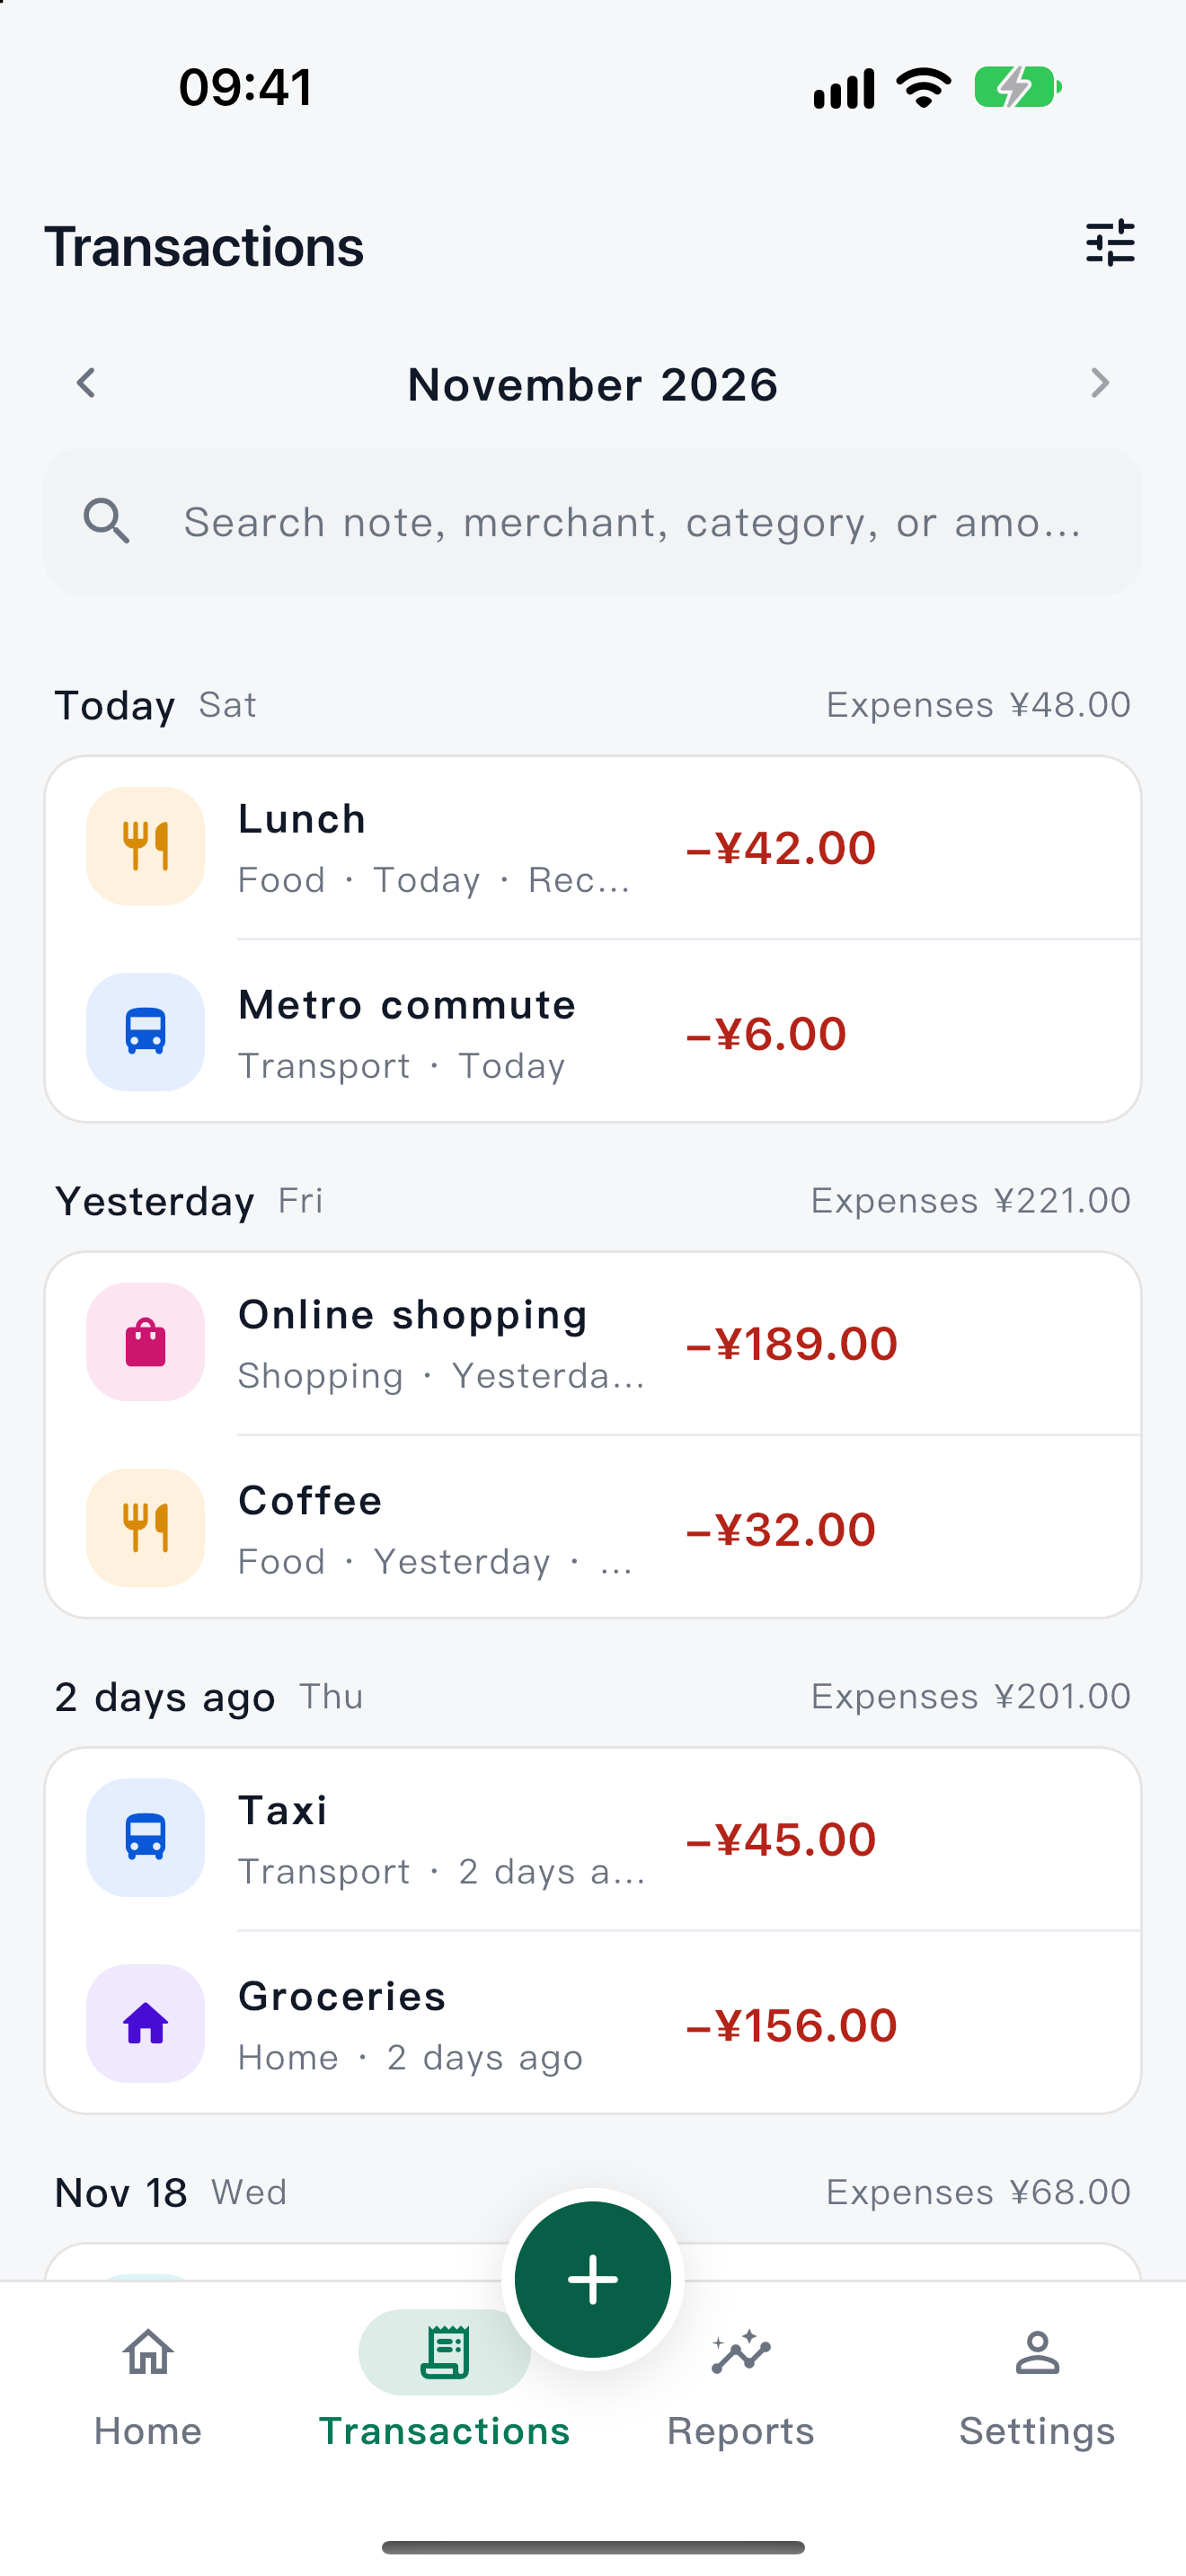 09:41
Transactions
November 2026
Search note, merchant, category, or amo...
Today Sat Expenses ¥48.00
Lunch
–¥42.00
Food · Today · Rec...
Metro commute
–¥6.00
Transport · Today
Yesterday Fri Expenses ¥221.00
Online shopping
–¥189.00
Shopping · Yesterda...
Coffee
–¥32.00
Food · Yesterday · ...
2 days ago Thu Expenses ¥201.00
Taxi
–¥45.00
Transport · 2 days a...
Groceries
–¥156.00
Home · 2 days ago
Nov 18 Wed Expenses ¥68.00
Home Transactions Reports Settings